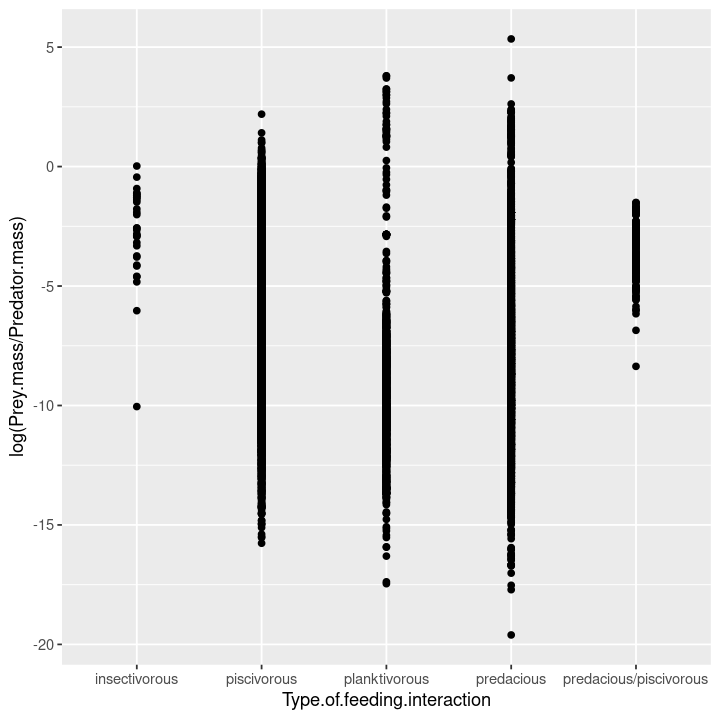 log(Prey.mass/Predator.mass)
5
0
-5
-10
-15
-20
insectivorous piscivorous planktivorous predacious predacious/piscivorous
Type.of.feeding.interaction